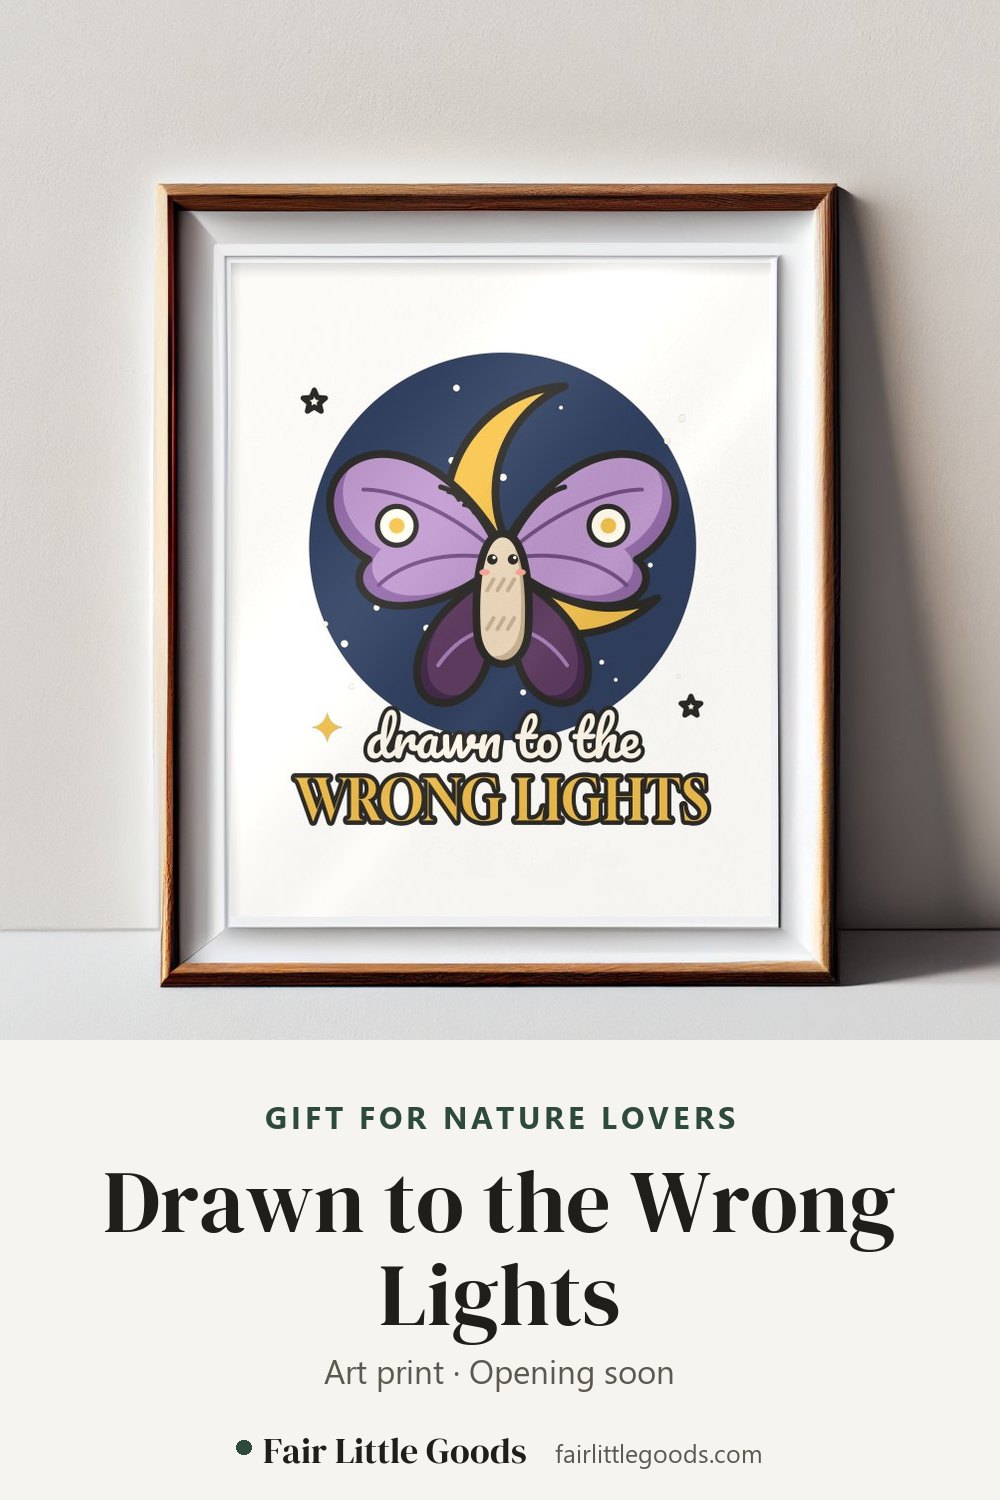 drawn to the
WRONG LIGHTS
GIFT FOR NATURE LOVERS
Drawn to the Wrong
Lights
Art print · Opening soon
Fair Little Goods fairlittlegoods.com